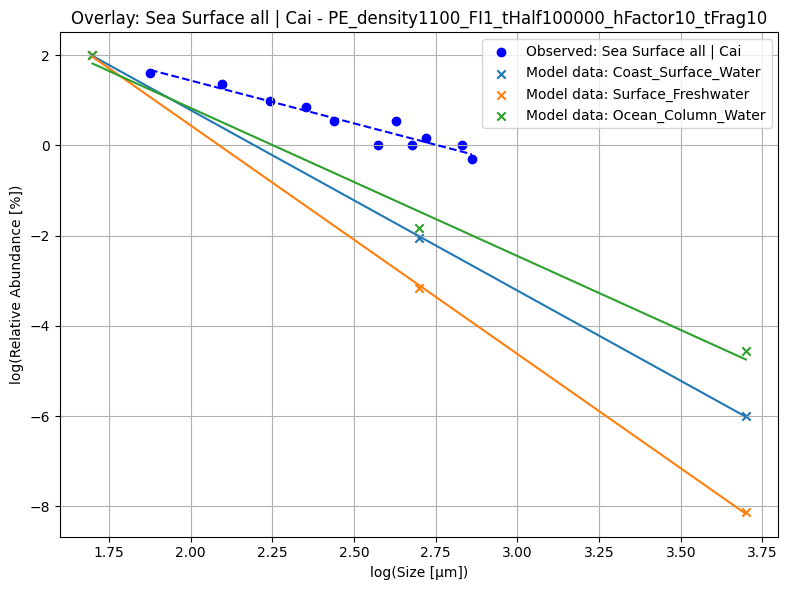 Overlay: Sea Surface all | Cai - PE_density1100_FI1_tHalf100000_hFactor10_tFrag10
Observed: Sea Surface all | Cai
Model data: Coast_Surface_Water
Model data: Surface_Freshwater
Model data: Ocean_Column_Water
log(Relative Abundance [%])
2
0
−2
−4
−6
−8
1.75
2.00
2.25
2.50
2.75
3.00
3.25
3.50
3.75
log(Size [μm])